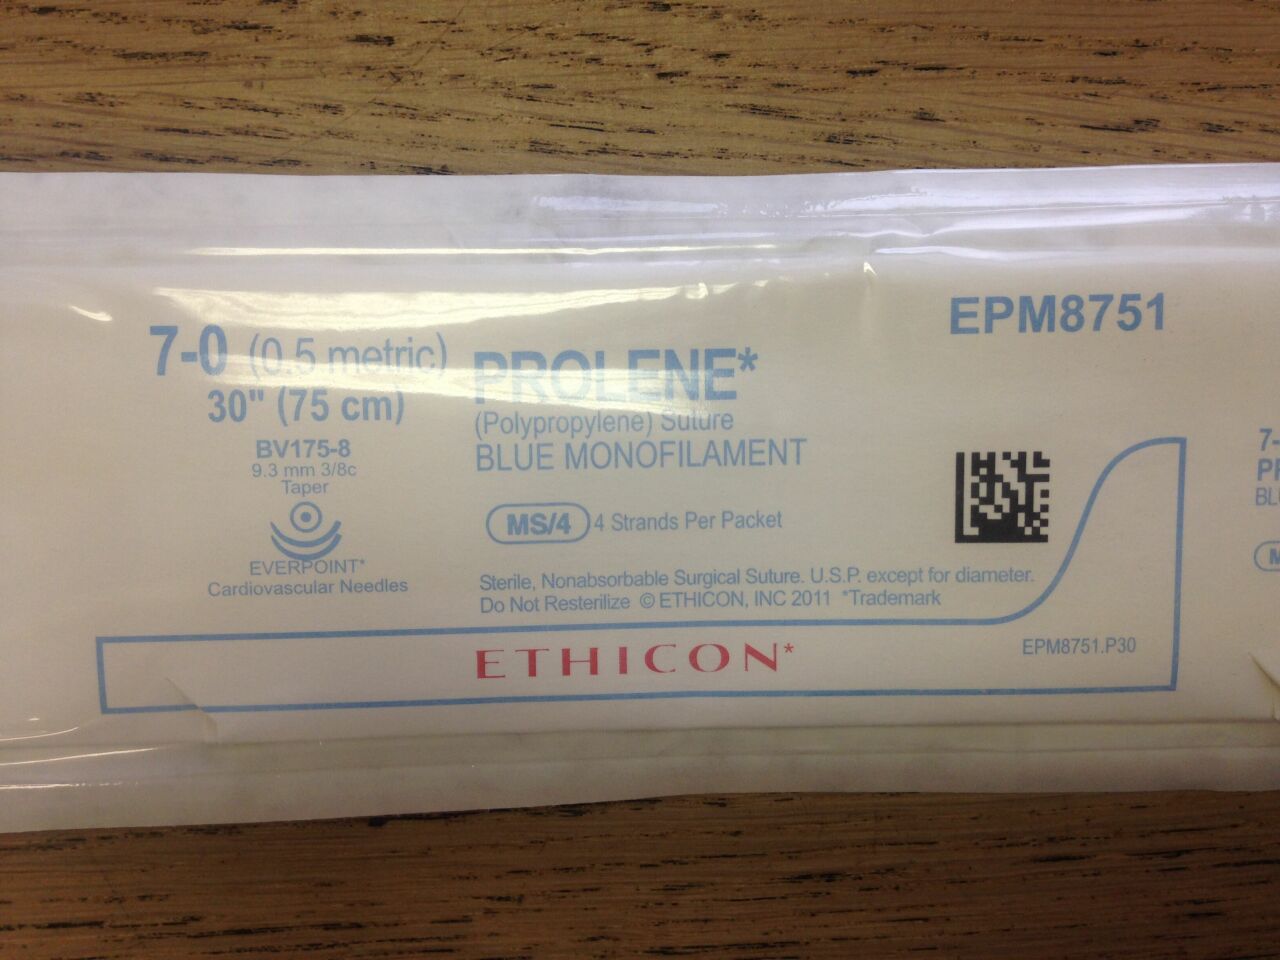 EPM8751
7-0 (0.5 metric)
30" (75 cm)
BV175-8
9.3 mm 3/8c
Taper
EVERPOINT*
Cardiovascular Needles
PROLENE*
(Polypropylene) Suture
BLUE MONOFILAMENT
MS/4 4 Strands Per Packet
Sterile, Nonabsorbable Surgical Suture. U.S.P. except for diameter.
Do Not Resterilize © ETHICON, INC 2011 *Trademark
ETHICON*
EPM8751.P30
7-
P
BL